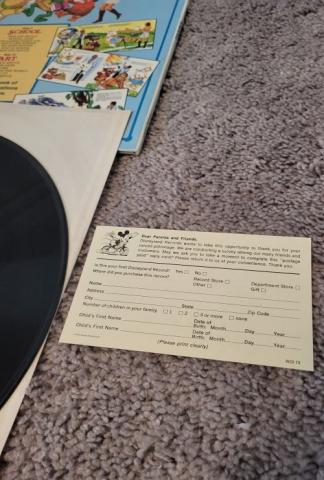 SCHOOL
Dear Parents and Friends,
Disneyland Records wants to take this opportunity to thank you for your
valued patronage. We are conducting a survey among our many friends and
customers. May we ask you to take a moment to complete this "postage
paid" reply card? Please return it to us at your convenience. Thank you.
Is this your first Disneyland Record? Yes No
Where did you purchase this record? Record Store Department Store
Other Gift
Name
Address
City State Zip Code
Number of children in your family 1 2 3 or more none
Child's First Name Date of Birth: Month Day Year
Child's First Name Date of Birth: Month Day Year
(Please print clearly)